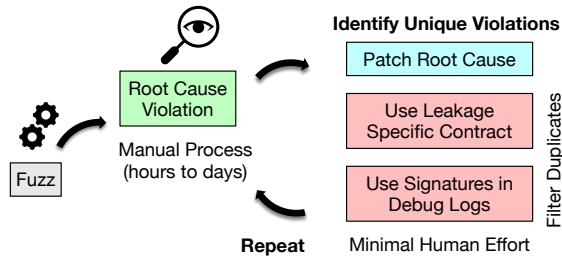 Identify Unique Violations
Root Cause
Violation
Patch Root Cause
Use Leakage
Specific Contract
Manual Process
(hours to days)
Fuzz
Use Signatures in
Debug Logs
Filter Duplicates
Repeat
Minimal Human Effort